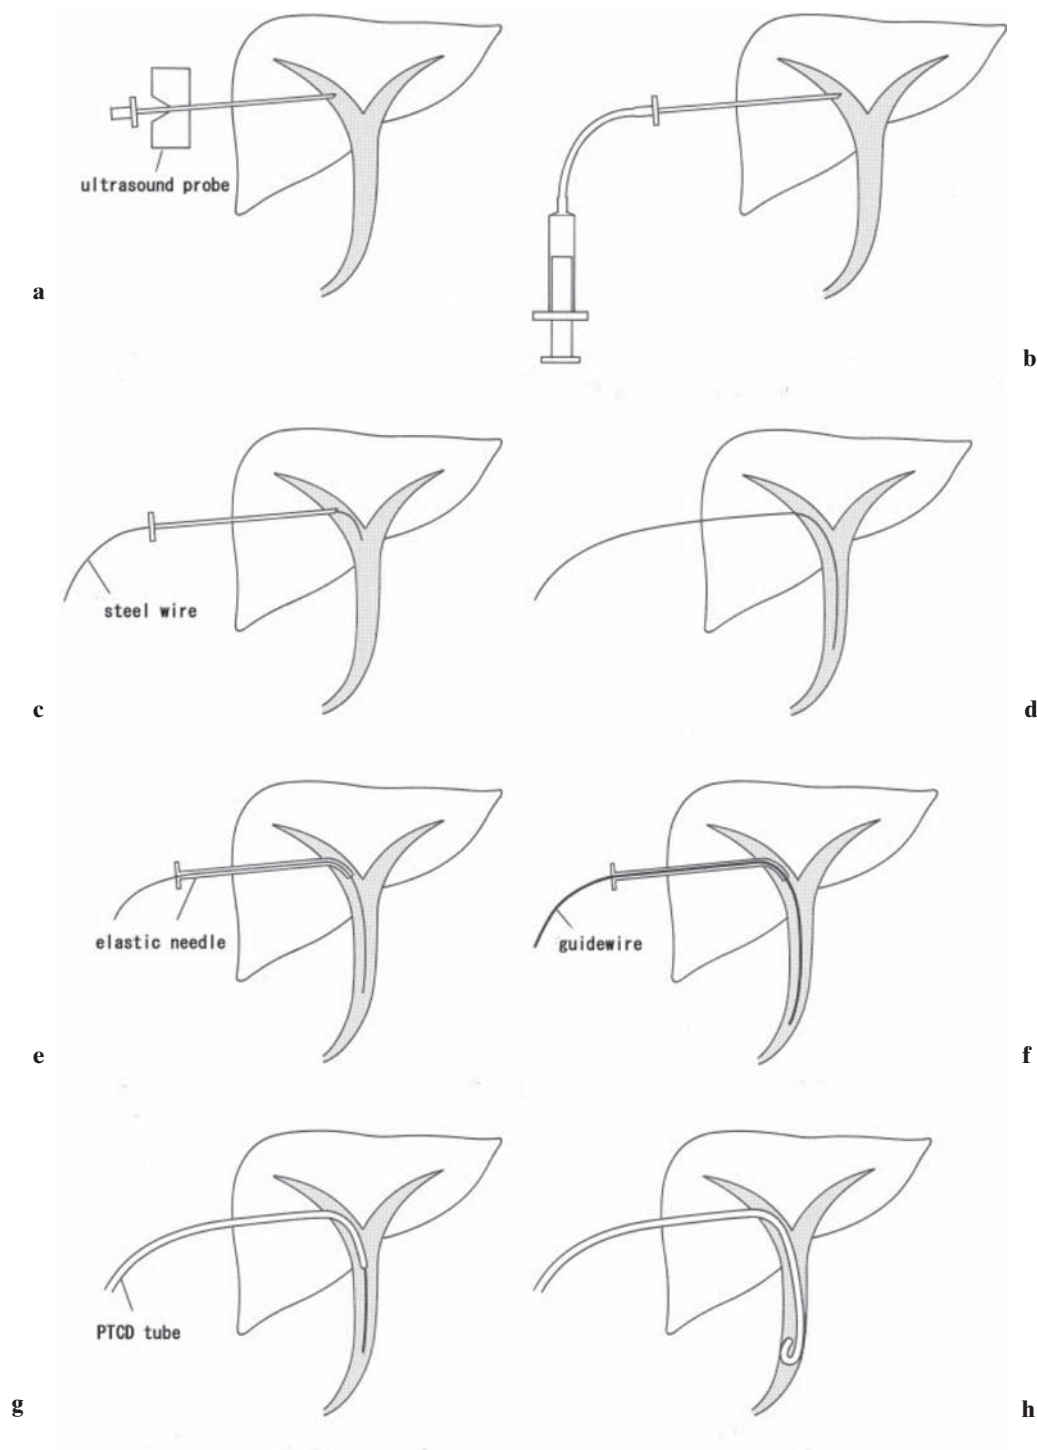 ultrasound probe
a
b
steel wire
c
d
elastic needle
guidewire
e
f
PTCD tube
g
h